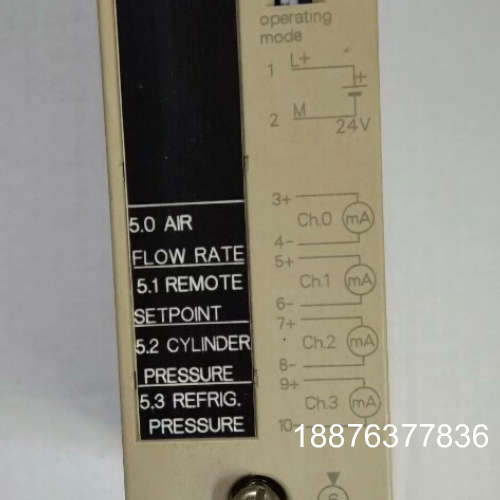 operating
mode
1 L+
+
2 M
24V
3+
Ch.0 mA
4-
5+
Ch.1 mA
6-
7+
Ch.2 mA
8-
9+
Ch.3 mA
10-
5.0 AIR
FLOW RATE
5.1 REMOTE
SETPOINT
5.2 CYLINDER
PRESSURE
5.3 REFRIG.
PRESSURE
18876377836
6